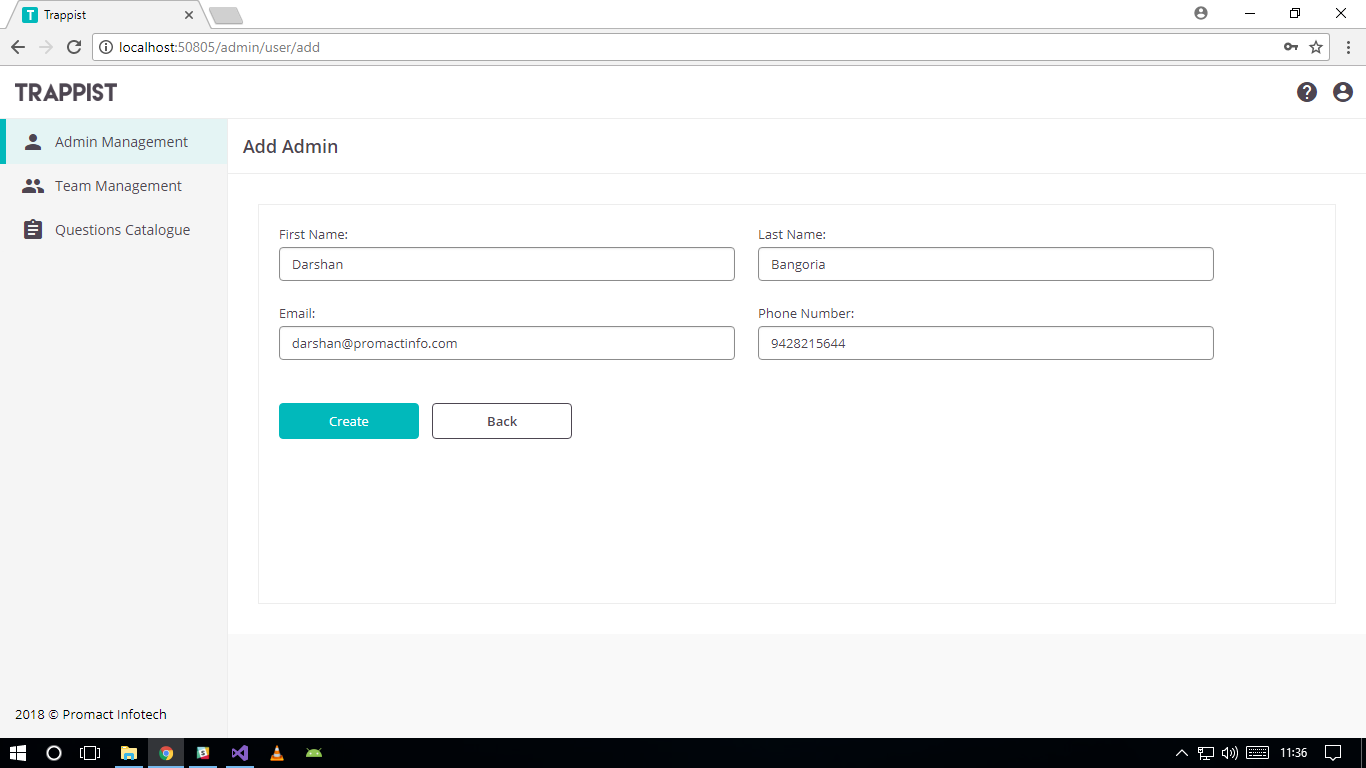 Trappist
localhost:50805/admin/user/add
TRAPPIST
Admin Management
Team Management
Questions Catalogue
Add Admin
First Name:
Last Name:
Darshan
Bangoria
Email:
Phone Number:
darshan@promactinfo.com
9428215644
Create
Back
2018 © Promact Infotech
11:36